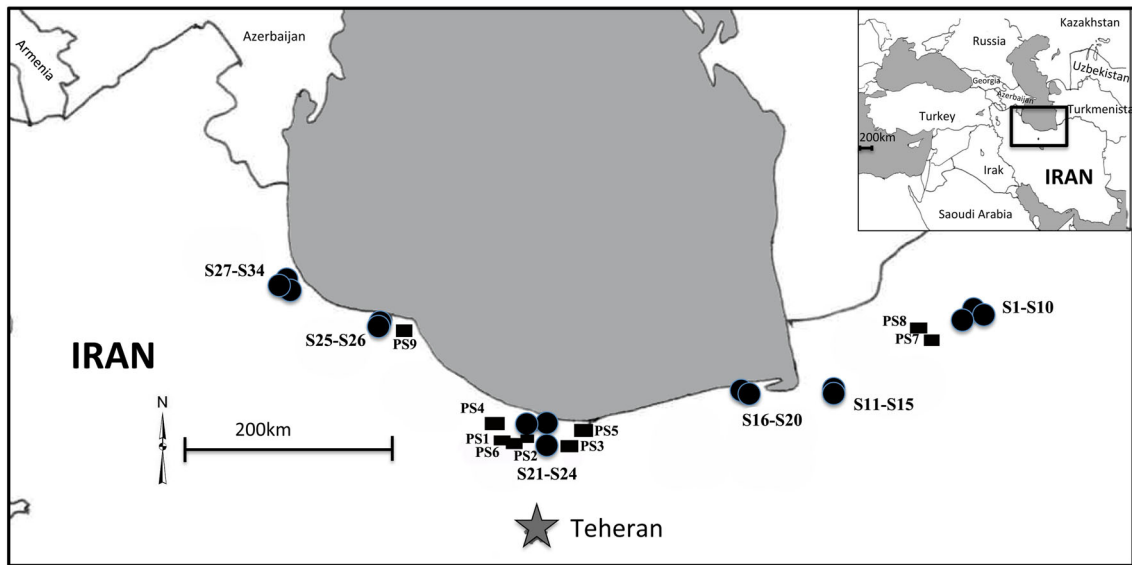 Armenia
Azerbaijan
Kazakhstan
Russia
Uzbekistan
Georgia
Azerbaijan
Turkmenista
Turkey
200km
Irak
IRAN
Saudi Arabia
S27-S34
S1-S10
PS8
PS7
S25-S26
PS9
IRAN
S16-S20
S11-S15
N
200km
PS4
PS5
PS1
PS6
PS2
PS3
S21-S24
Teheran